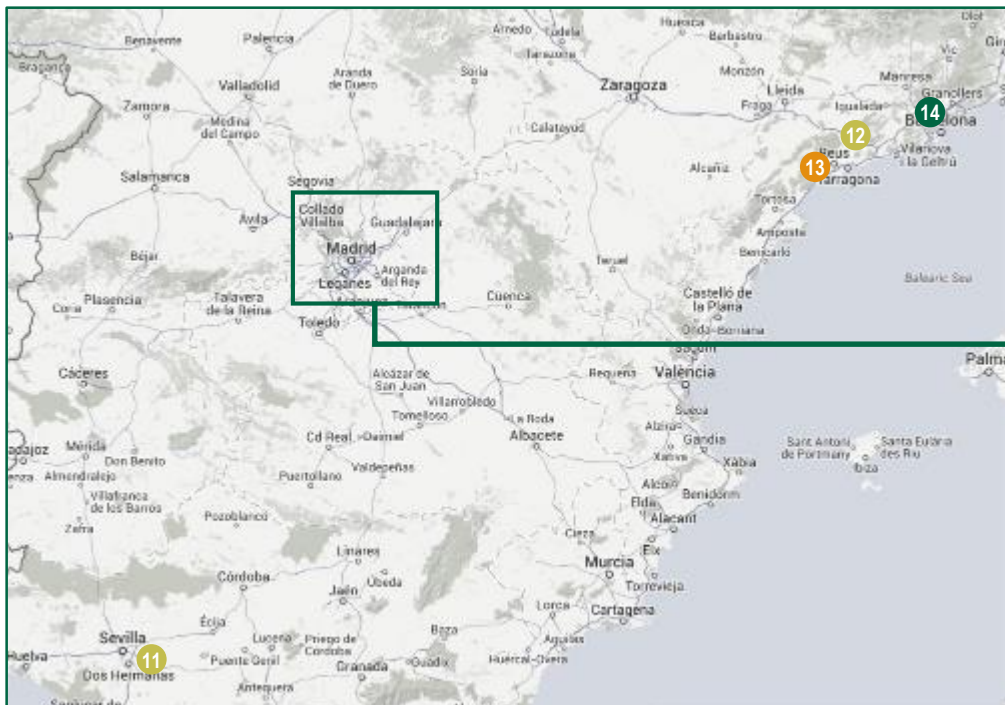 Benavente
Palencia
Arnedo
Tudela
Huesca
Barbastro
Olot
Bragança
Zamora
Valladolid
Aranda
de Duero
Soria
Tarazona
Zaragoza
Monzón
Lleida
Fraga
Manresa
Vic
Granollers
Igualada
14
Barcelona
Medina
del Campo
Calatayud
12
Vilanova
i la Geltrú
Reus
13
Tarragona
Alcañiz
Salamanca
Segovia
Collado
Villalba
Guadalajara
Ávila
Tortosa
Amposta
Benicarló
Madrid
Leganés
Arganda
del Rey
Béjar
Teruel
Balearic Sea
Plasencia
Coria
Talavera
de la Reina
Aranjuez
Tarancón
Cuenca
Castelló de
la Plana
Toledo
Onda
Borriana
Sagunt
Palma
Cáceres
Alcázar de
San Juan
Requena
València
Tomelloso
Villarrobledo
La Roda
Albacete
Sueca
Alzira
Gandia
Xàtiva
Xàbia
Sant Antoni
de Portmany
Santa Eulària
des Riu
Ibiza
Badajoz
Mérida
Don Benito
Almendralejo
Cd Real
Daimiel
Valdepeñas
Puertollano
Villafranca
de los Barros
Zafra
Pozoblanco
Alcoi
Benidorm
Elda
Alacant
Elx
Cieza
Murcia
Torrevieja
Linares
Úbeda
Córdoba
Jaén
Lorca
Cartagena
Águilas
Huércal-Overa
Baza
Guadix
Granada
Priego de
Córdoba
Lucena
Puente Genil
Écija
Sevilla
11
Dos Hermanas
Huelva
Antequera
Sanlúcar de